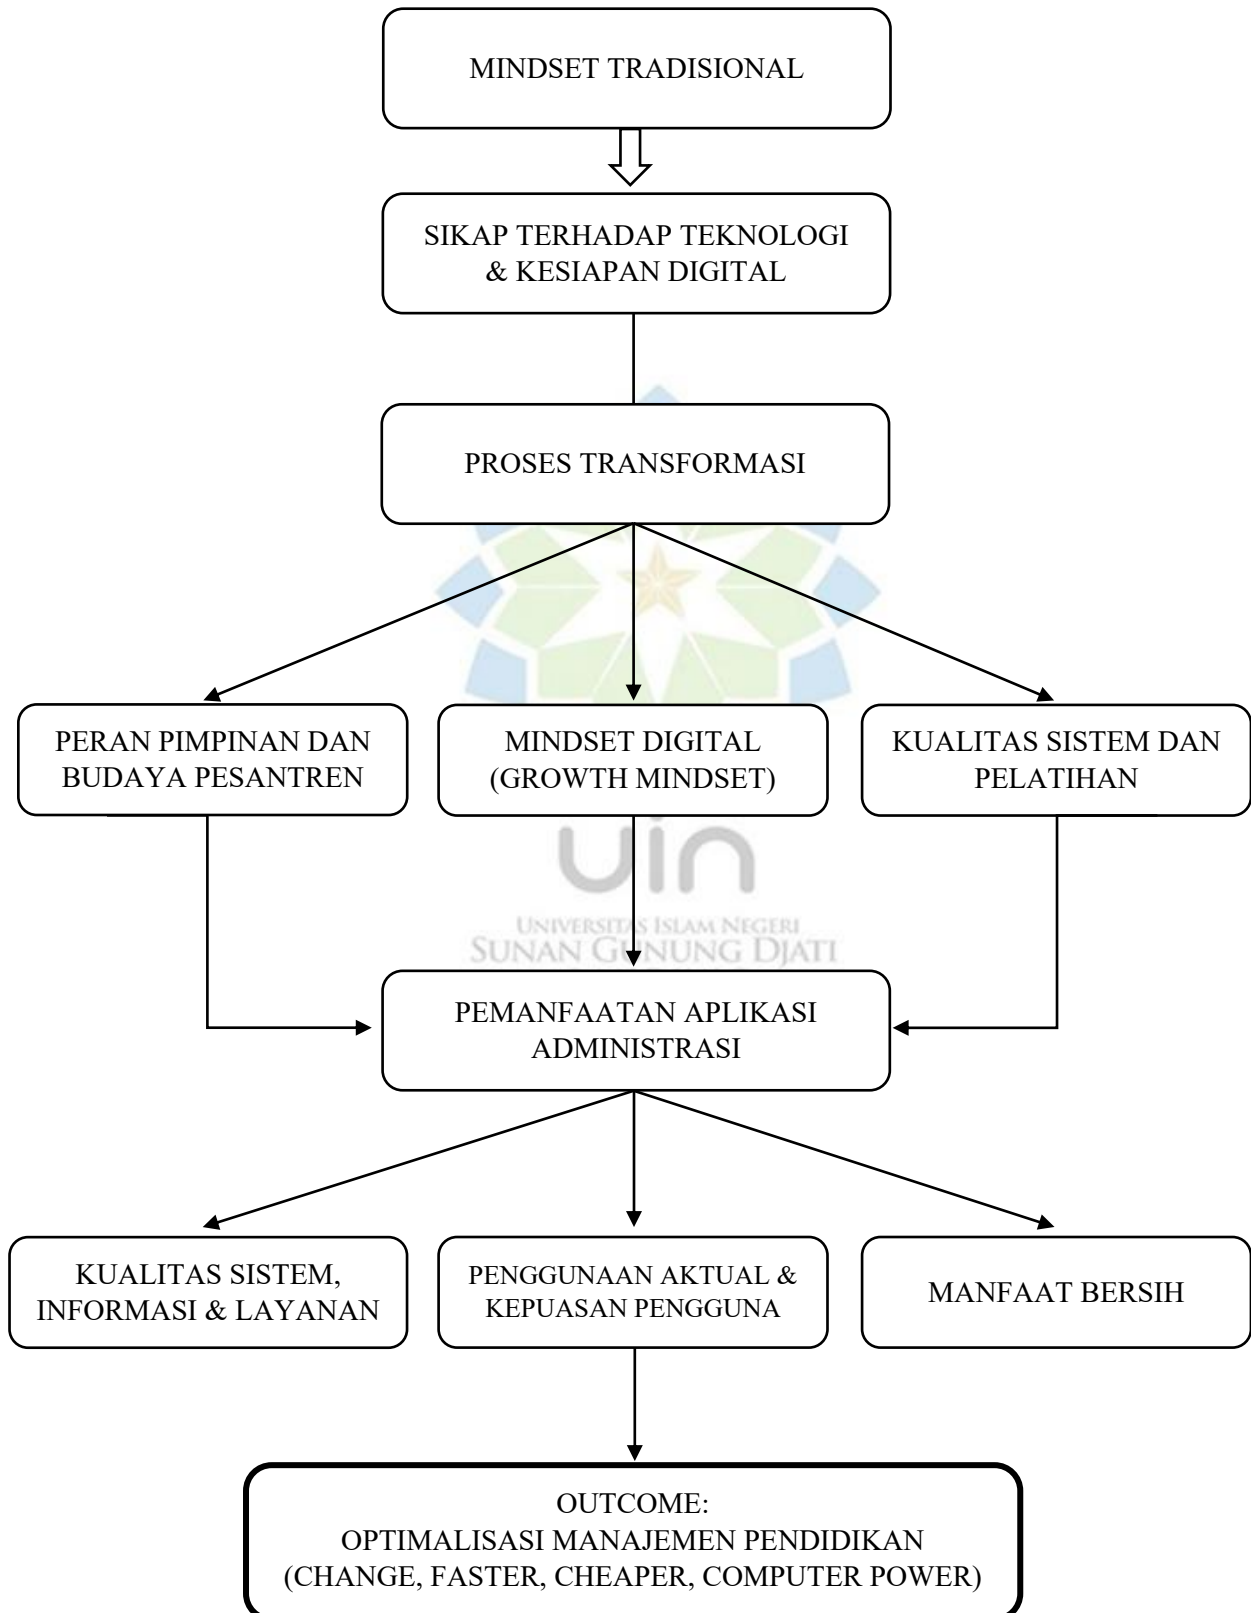 MINDSET TRADISIONAL
SIKAP TERHADAP TEKNOLOGI
& KESIAPAN DIGITAL
PROSES TRANSFORMASI
PERAN PIMPINAN DAN
BUDAYA PESANTREN
MINDSET DIGITAL
(GROWTH MINDSET)
KUALITAS SISTEM DAN
PELATIHAN
uin
UNIVERSITAS ISLAM NEGERI
SUNAN GUNUNG DJATI
PEMANFAATAN APLIKASI
ADMINISTRASI
KUALITAS SISTEM,
INFORMASI & LAYANAN
PENGGUNAAN AKTUAL &
KEPUASAN PENGGUNA
MANFAAT BERSIH
OUTCOME:
OPTIMALISASI MANAJEMEN PENDIDIKAN
(CHANGE, FASTER, CHEAPER, COMPUTER POWER)